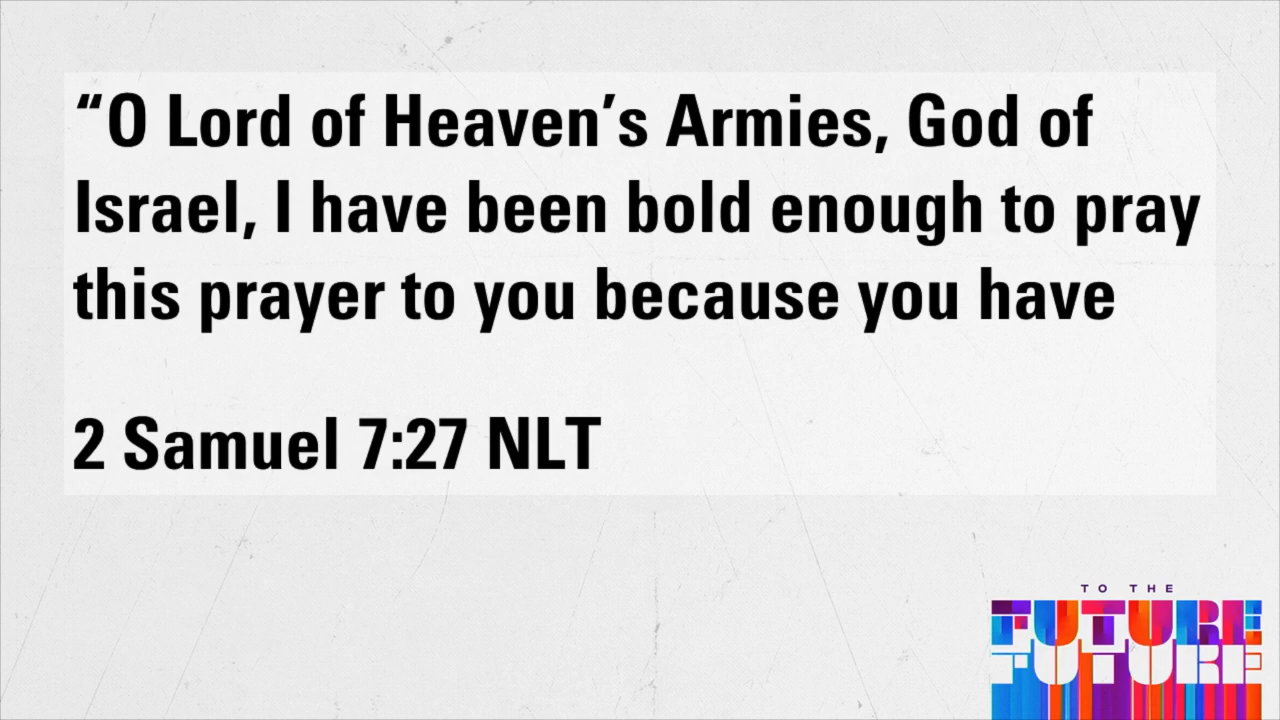 “O Lord of Heaven’s Armies, God of
Israel, I have been bold enough to pray
this prayer to you because you have
2 Samuel 7:27 NLT
TO THE
FUTURE
FUTURE